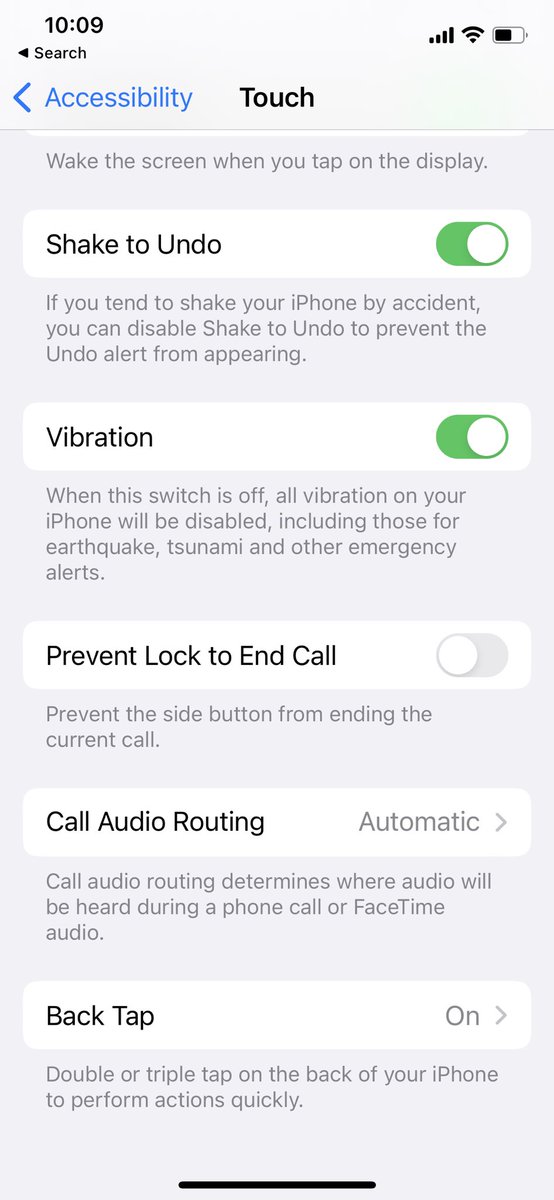 10:09
Search
Accessibility
Touch
Wake the screen when you tap on the display.
Shake to Undo
If you tend to shake your iPhone by accident,
you can disable Shake to Undo to prevent the
Undo alert from appearing.
Vibration
When this switch is off, all vibration on your
iPhone will be disabled, including those for
earthquake, tsunami and other emergency
alerts.
Prevent Lock to End Call
Prevent the side button from ending the
current call.
Call Audio Routing Automatic
Call audio routing determines where audio will
be heard during a phone call or FaceTime
audio.
Back Tap On
Double or triple tap on the back of your iPhone
to perform actions quickly.